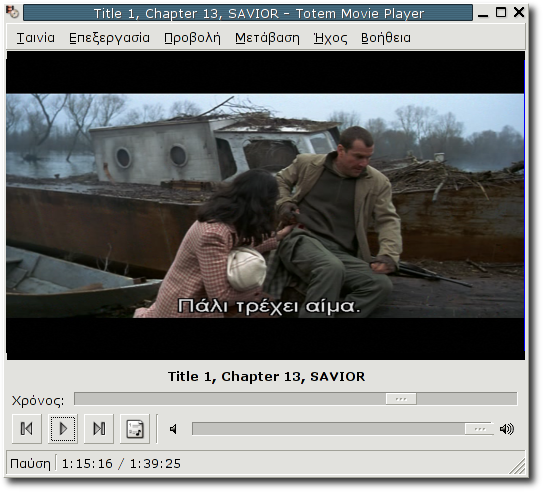 Title 1, Chapter 13, SAVIOR - Totem Movie Player
Ταινία Επεξεργασία Προβολή Μετάβαση Ήχος Βοήθεια
Πάλι τρέχει αίμα.
Title 1, Chapter 13, SAVIOR
Χρόνος:
Παύση 1:15:16 / 1:39:25